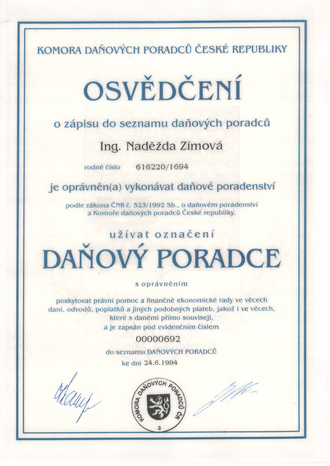 KOMORA DAŇOVÝCH PORADCŮ ČESKÉ REPUBLIKY
OSVĚDČENÍ
o zápisu do seznamu daňových poradců
Ing. Naděžda Zímová
rodné číslo 616220/1694
je oprávněn(a) vykonávat daňové poradenství
podle zákona ČNR č. 523/1992 Sb., o daňovém poradenství
a Komoře daňových poradců České republiky,
užívat označení
DAŇOVÝ PORADCE
s oprávněním
poskytovat právní pomoc a finančně ekonomické rady ve věcech
daní, odvodů, poplatků a jiných podobných plateb, jakož i ve věcech,
které s daněmi přímo souvisejí,
a je zapsán pod evidenčním číslem
00000692
do seznamu DAŇOVÝCH PORADCŮ
ke dni 24.6.1994
KOMORA DAŇOVÝCH PORADCŮ ČR
3